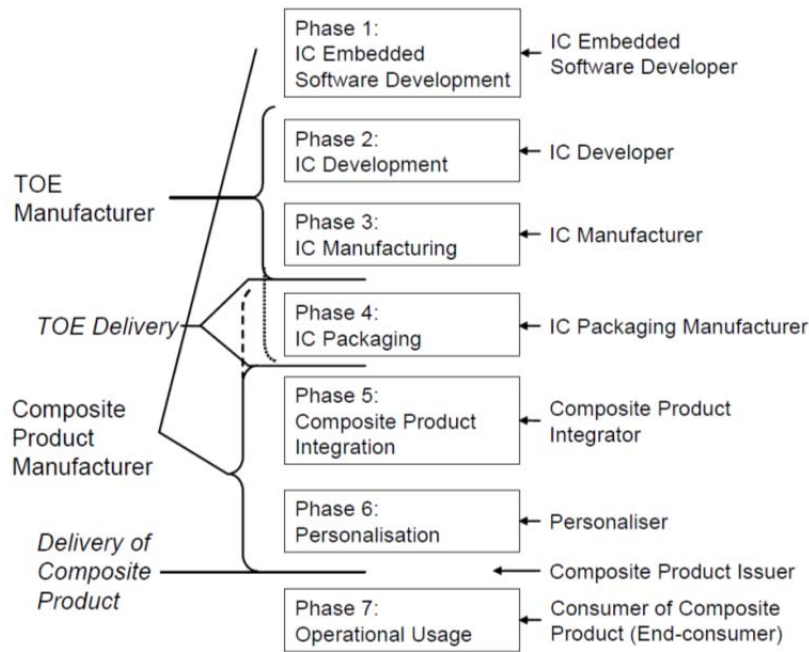 Phase 1:
IC Embedded
Software Development
IC Embedded
Software Developer
Phase 2:
IC Development
IC Developer
TOE
Manufacturer
Phase 3:
IC Manufacturing
IC Manufacturer
TOE Delivery
Phase 4:
IC Packaging
IC Packaging Manufacturer
Composite
Product
Manufacturer
Phase 5:
Composite Product
Integration
Composite Product
Integrator
Phase 6:
Personalisation
Personaliser
Delivery of
Composite
Product
Composite Product Issuer
Phase 7:
Operational Usage
Consumer of Composite
Product (End-consumer)